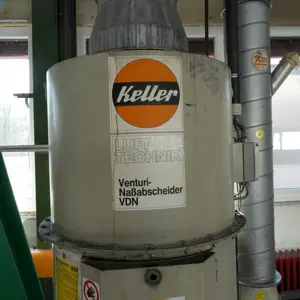 Keller
LUFT
TECHNIK
Venturi-
Naßabscheider
VDN